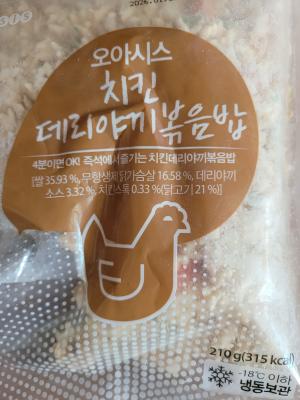 오아시스
치킨
데리야끼볶음밥
4분이면 OK! 즉석에서 즐기는 치킨데리야끼볶음밥
[쌀 35.93 %, 무항생제닭가슴살 16.58 %, 데리야끼
소스 3.32 %, 치킨스톡 0.33 %(닭고기 21 %)]
210 g(315 kcal)
-18℃ 이하
냉동보관